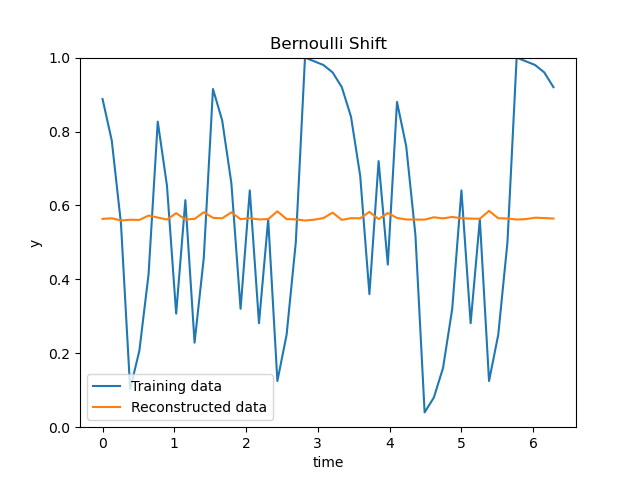 Bernoulli Shift
y
1.0
0.8
0.6
0.4
0.2
0.0
Training data
Reconstructed data
0 1 2 3 4 5 6
time